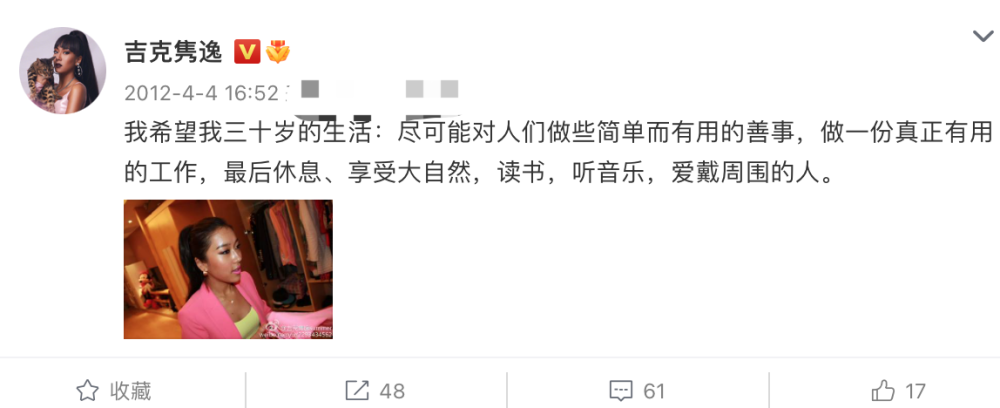 吉克隽逸
2012-4-4 16:52
我希望我三十岁的生活：尽可能对人们做些简单而有用的善事，做一份真正有用
的工作，最后休息、享受大自然，读书，听音乐，爱戴周围的人。
收藏
48
61
17